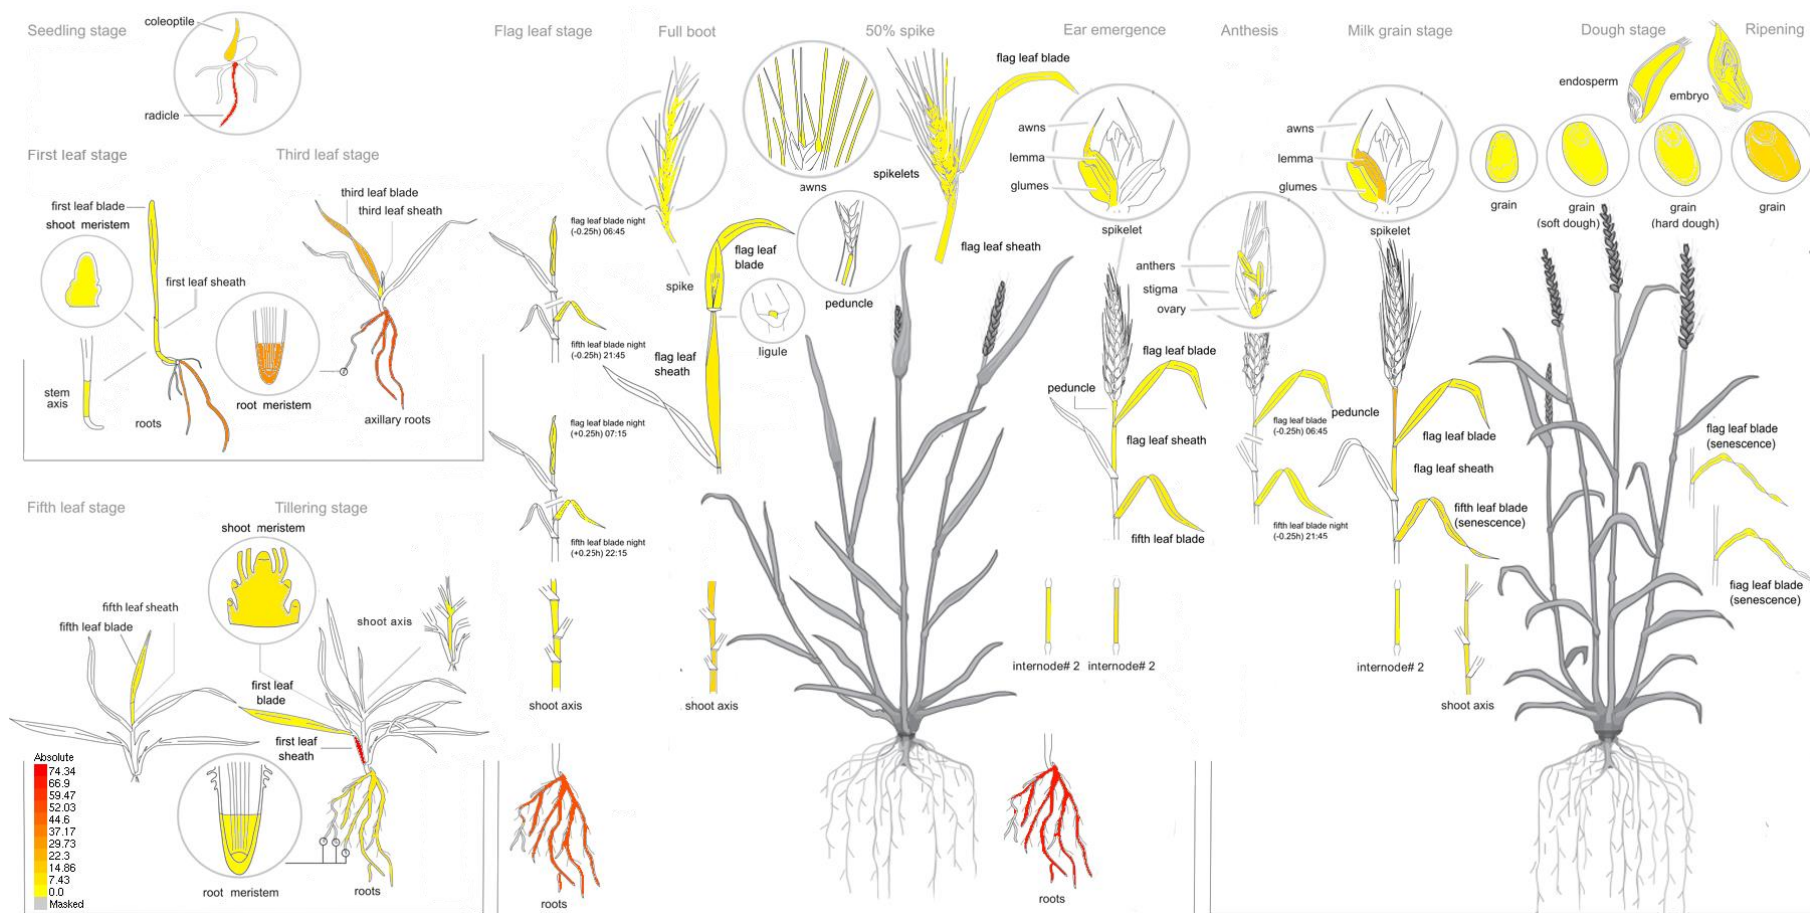 Seedling stage
coleoptile
radicle
First leaf stage
Third leaf stage
first leaf blade
shoot meristem
first leaf sheath
stem
axis
roots
third leaf blade
third leaf sheath
root meristem
axillary roots
Fifth leaf stage
Tillering stage
shoot meristem
fifth leaf sheath
fifth leaf blade
shoot axis
first leaf
blade
first leaf
sheath
root meristem
roots
Absolute
74.34
66.9
59.47
52.03
44.6
37.17
29.73
22.3
14.86
7.43
0.0
Masked
Flag leaf stage
flag leaf blade night
(-0.25h) 06:45
fifth leaf blade night
(-0.25h) 21:45
flag leaf blade night
(+0.25h) 07:15
fifth leaf blade night
(+0.25h) 22:15
shoot axis
roots
Full boot
spike
flag leaf
blade
ligule
flag leaf
sheath
shoot axis
50% spike
awns
spikelets
flag leaf blade
flag leaf sheath
peduncle
Ear emergence
awns
lemma
glumes
spikelet
peduncle
flag leaf blade
flag leaf sheath
fifth leaf blade
internode# 2
internode# 2
roots
Anthesis
anthers
stigma
ovary
flag leaf blade
(-0.25h) 06:45
fifth leaf blade night
(-0.25h) 21:45
Milk grain stage
awns
lemma
glumes
spikelet
peduncle
flag leaf blade
flag leaf sheath
fifth leaf blade
(senescence)
internode# 2
shoot axis
grain
Dough stage
endosperm
embryo
grain
(soft dough)
grain
(hard dough)
Ripening
grain
flag leaf blade
(senescence)
flag leaf blade
(senescence)